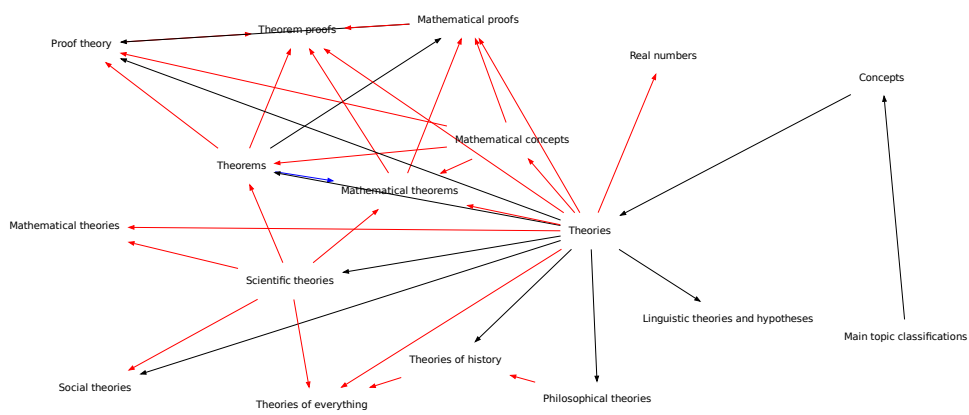 Mathematical proofs
Theorem proofs
Proof theory
Real numbers
Concepts
Mathematical concepts
Theorems
Mathematical theorems
Mathematical theories
Theories
Scientific theories
Linguistic theories and hypotheses
Main topic classifications
Theories of history
Social theories
Philosophical theories
Theories of everything